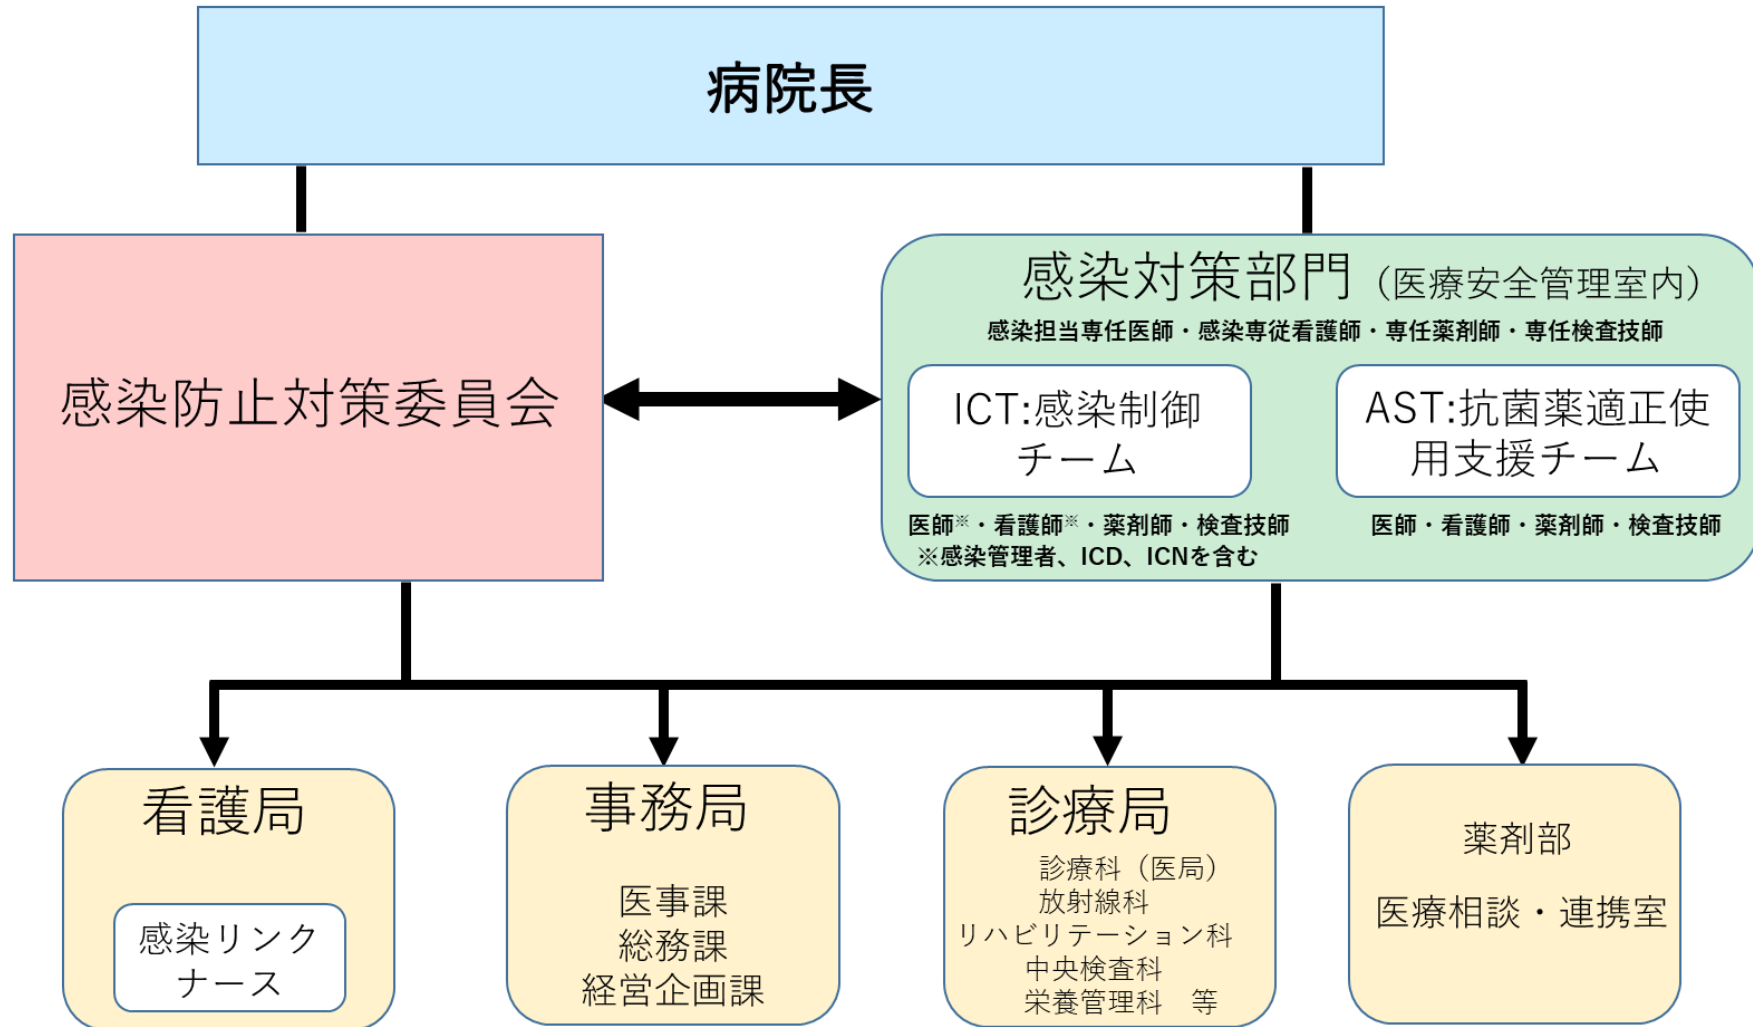 病院長
感染防止対策委員会
感染対策部門（医療安全管理室内）
感染担当専任医師・感染専従看護師・専任薬剤師・専任検査技師
ICT:感染制御
チーム
医師※・看護師※・薬剤師・検査技師
※感染管理者、ICD、ICNを含む
AST:抗菌薬適正使
用支援チーム
医師・看護師・薬剤師・検査技師
看護局
感染リンク
ナース
事務局
医事課
総務課
経営企画課
診療局
診療科（医局）
放射線科
リハビリテーション科
中央検査科
栄養管理科　等
薬剤部
医療相談・連携室